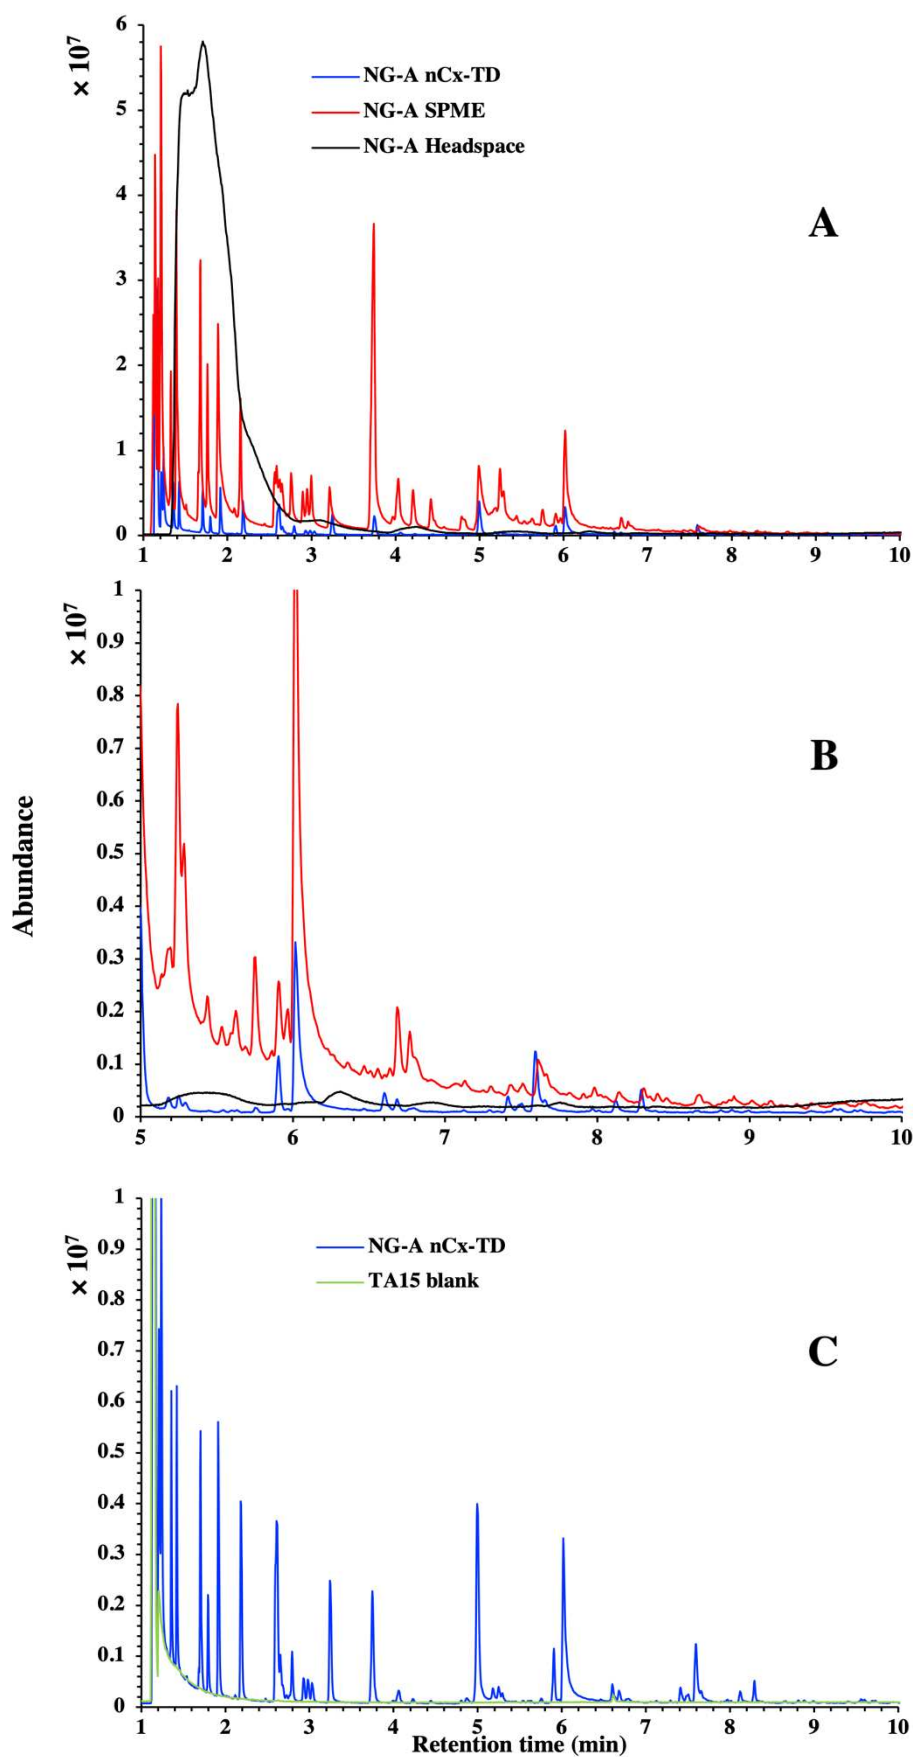 × 10⁷
6
5
4
3
2
1
0
NG-A nCx-TD
NG-A SPME
NG-A Headspace
A
1 2 3 4 5 6 7 8 9 10
× 10⁷
1
0.9
0.8
0.7
0.6
0.5
0.4
0.3
0.2
0.1
0
B
5 6 7 8 9 10
Abundance
× 10⁷
1
0.9
0.8
0.7
0.6
0.5
0.4
0.3
0.2
0.1
0
NG-A nCx-TD
TA15 blank
C
1 2 3 4 5 6 7 8 9 10
Retention time (min)